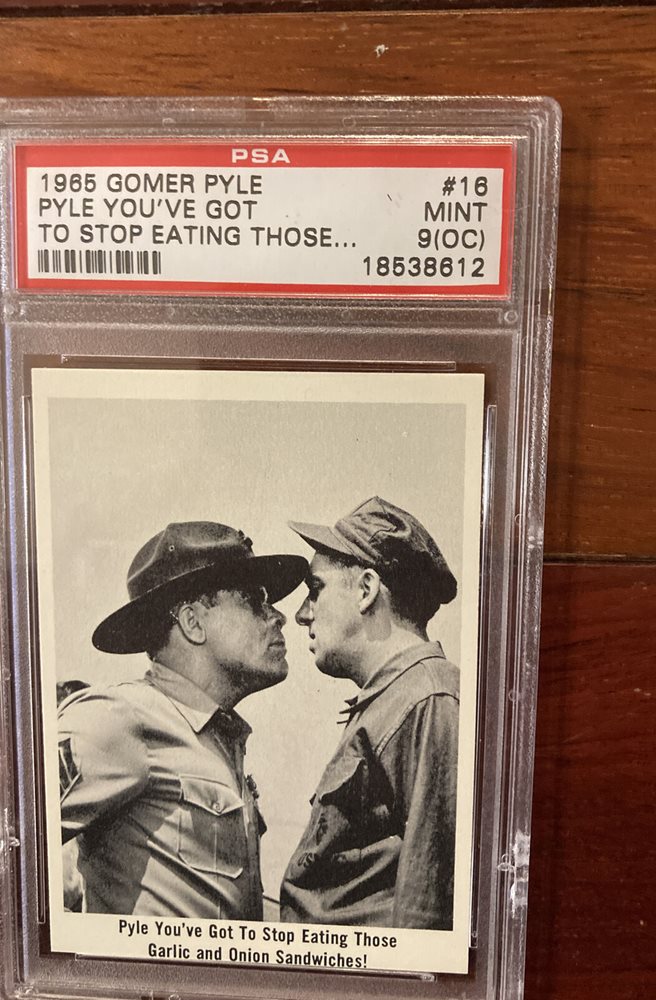 PSA
1965 GOMER PYLE #16
PYLE YOU'VE GOT MINT
TO STOP EATING THOSE... 9(OC)
18538612
Pyle You've Got To Stop Eating Those
Garlic and Onion Sandwiches!